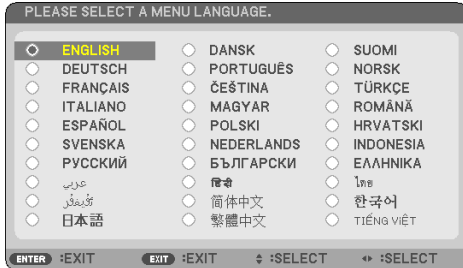 PLEASE SELECT A MENU LANGUAGE.
ENGLISH DANSK SUOMI
DEUTSCH PORTUGUÊS NORSK
FRANÇAIS ČEŠTINA TÜRKÇE
ITALIANO MAGYAR ROMÂNĂ
ESPAÑOL POLSKI HRVATSKI
SVENSKA NEDERLANDS INDONESIA
РУССКИЙ БЪЛГАРСКИ ΕΛΛΗΝΙΚΑ
عربي हिंदी ไทย
简体中文 한국어
日本語 繁體中文 TIẾNG VIỆT
ENTER :EXIT EXIT :EXIT :SELECT :SELECT